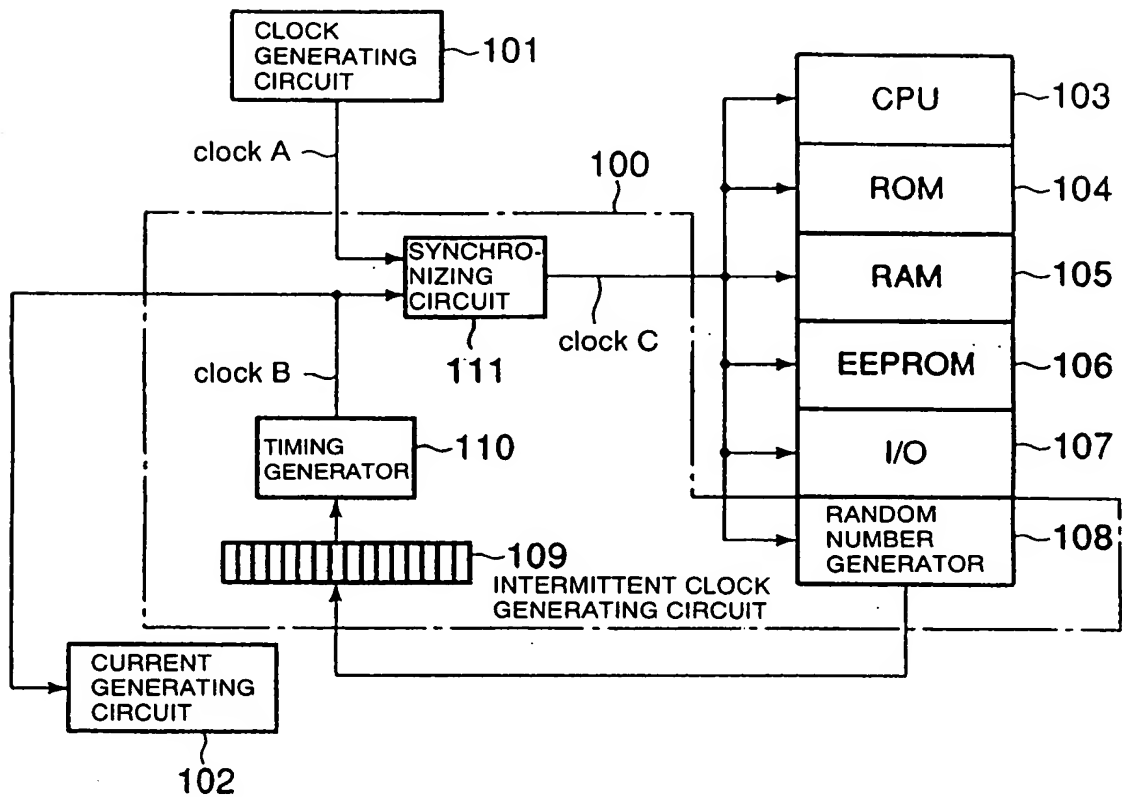 CLOCK
GENERATING
CIRCUIT
101
clock A
100
CPU
103
ROM
104
RAM
105
EEPROM
106
I/O
107
RANDOM
NUMBER
GENERATOR
108
SYNCHRO-
NIZING
CIRCUIT
111
clock C
clock B
TIMING
GENERATOR
110
109
INTERMITTENT CLOCK
GENERATING CIRCUIT
CURRENT
GENERATING
CIRCUIT
102